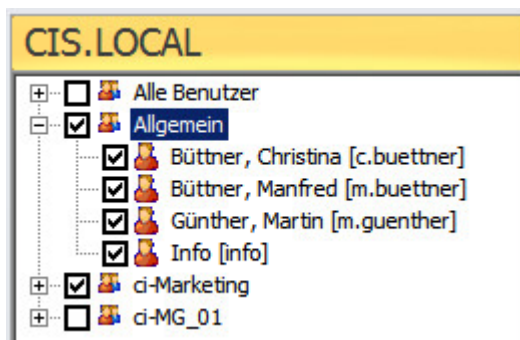 CIS.LOCAL
Alle Benutzer
Allgemein
Büttner, Christina [c.buettner]
Büttner, Manfred [m.buettner]
Günther, Martin [m.guenther]
Info [info]
ci-Marketing
ci-MG_01